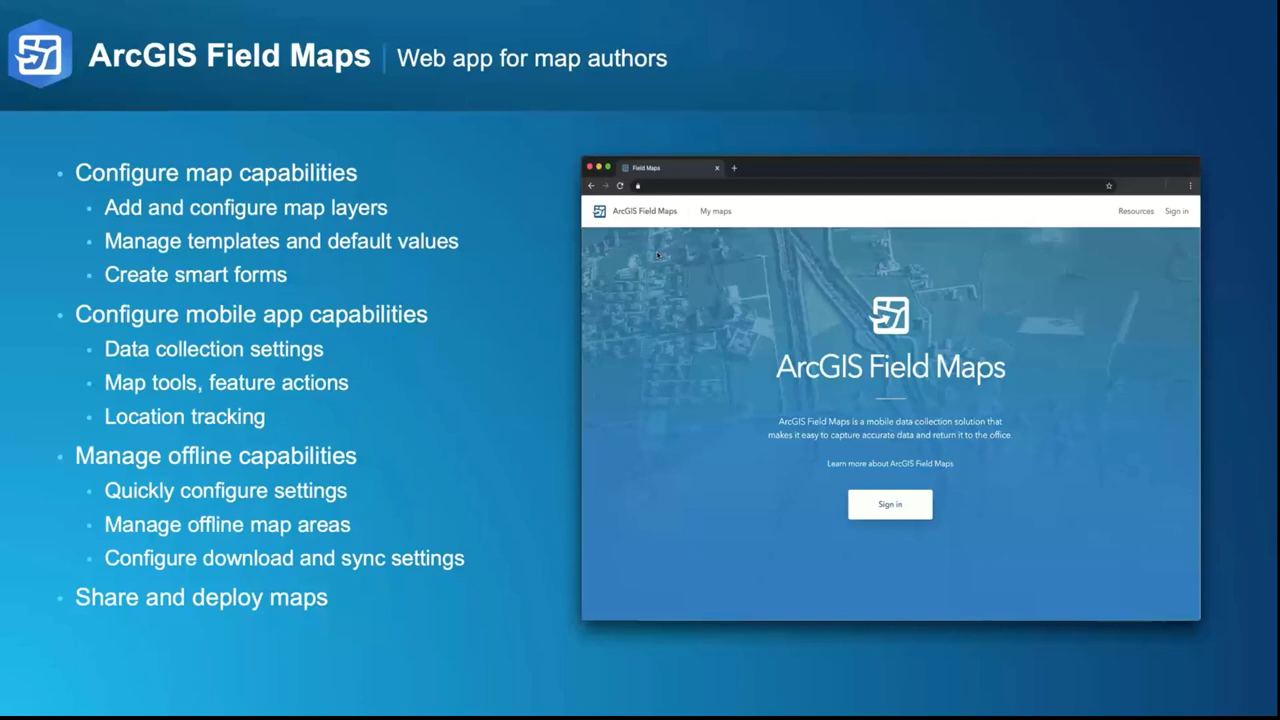 ArcGIS Field Maps | Web app for map authors
Configure map capabilities
Add and configure map layers
Manage templates and default values
Create smart forms
Configure mobile app capabilities
Data collection settings
Map tools, feature actions
Location tracking
Manage offline capabilities
Quickly configure settings
Manage offline map areas
Configure download and sync settings
Share and deploy maps
Field Maps
ArcGIS Field Maps My maps Resources Sign in
ArcGIS Field Maps
ArcGIS Field Maps is a mobile data collection solution that
makes it easy to capture accurate data and return it to the office.
Learn more about ArcGIS Field Maps
Sign in